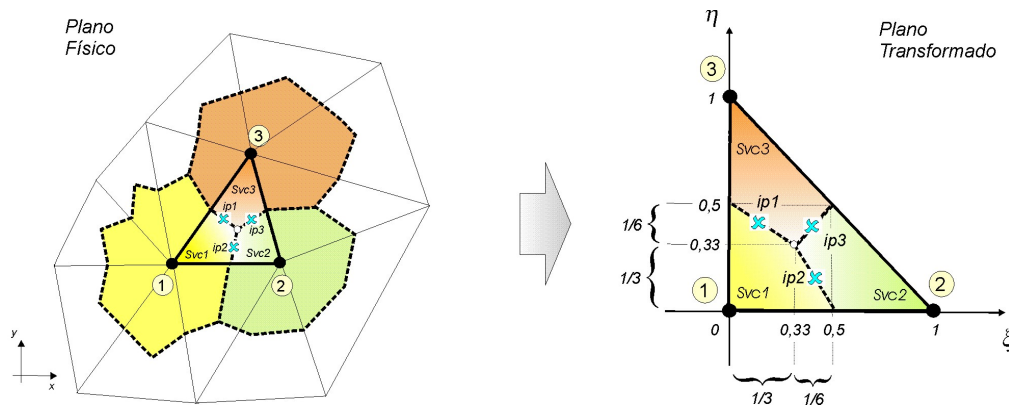 Plano
Físico
3
Svc3
ip1
ip3
ip2
Svc1
Svc2
1
2
y
x
η
Plano
Transformado
3
1
Svc3
0,5
ip1
1/6
ip3
0,33
ip2
1/3
1
2
Svc1
Svc2
0
0,33
0,5
1
ξ
1/3
1/6